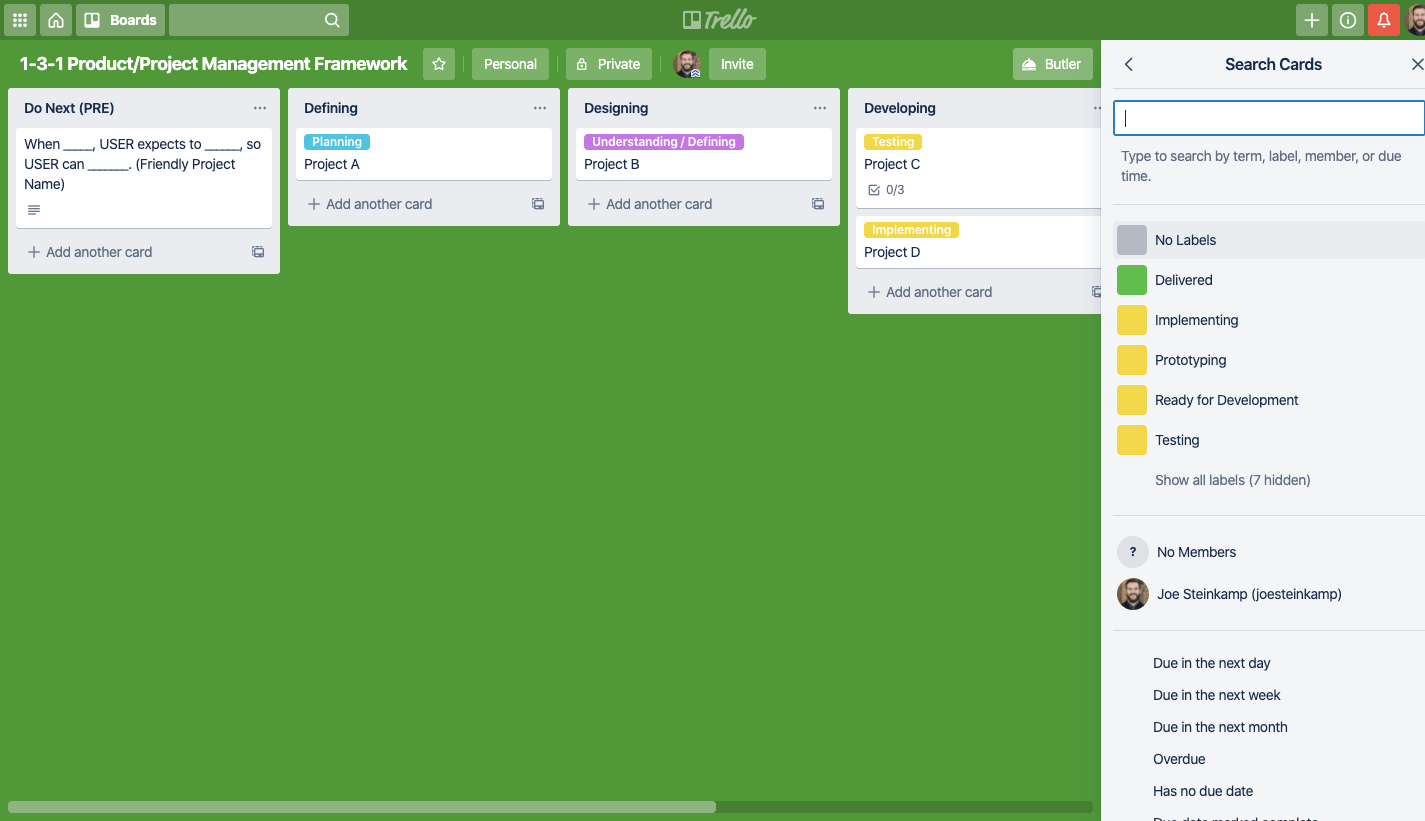 Boards
Trello
1-3-1 Product/Project Management Framework
Personal
Private
Invite
Butler
Do Next (PRE)
When _____, USER expects to ______, so
USER can _______. (Friendly Project
Name)
Add another card
Defining
Planning
Project A
Add another card
Designing
Understanding / Defining
Project B
Add another card
Developing
Testing
Project C
0/3
Implementing
Project D
Add another card
Search Cards
Type to search by term, label, member, or due
time.
No Labels
Delivered
Implementing
Prototyping
Ready for Development
Testing
Show all labels (7 hidden)
? No Members
Joe Steinkamp (joesteinkamp)
Due in the next day
Due in the next week
Due in the next month
Overdue
Has no due date
Due date marked complete